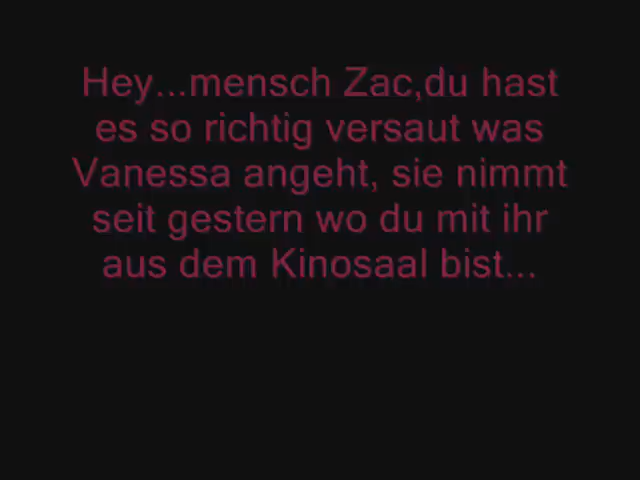 Hey...mensch Zac,du hast
es so richtig versaut was
Vanessa angeht, sie nimmt
seit gestern wo du mit ihr
aus dem Kinosaal bist...